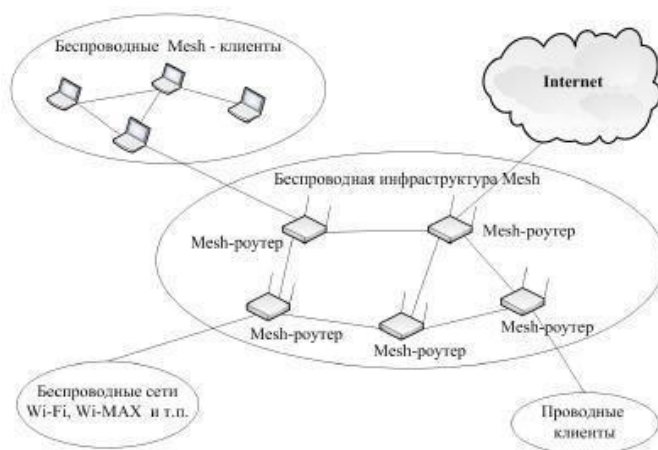 Беспроводные Mesh - клиенты
Internet
Беспроводная инфраструктура Mesh
Mesh-роутер
Mesh-роутер
Mesh-роутер
Mesh-роутер
Mesh-роутер
Беспроводные сети
Wi-Fi, Wi-MAX и т.п.
Проводные
клиенты